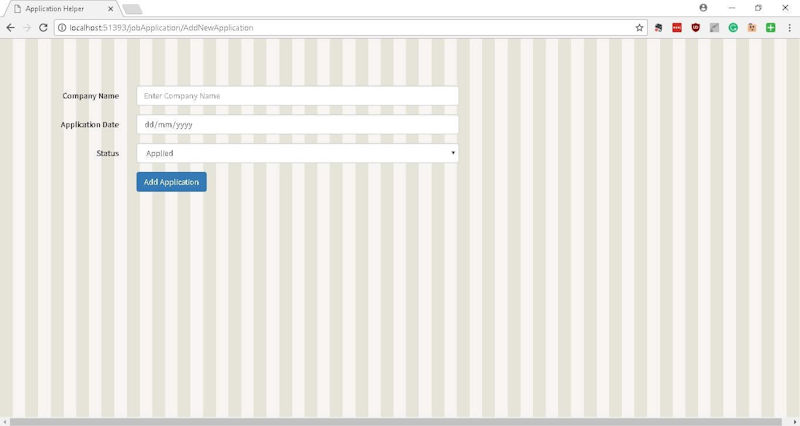 Application Helper
localhost:51393/jobApplication/AddNewApplication
Company Name
Enter Company Name
Application Date
dd/mm/yyyy
Status
Applied
Add Application